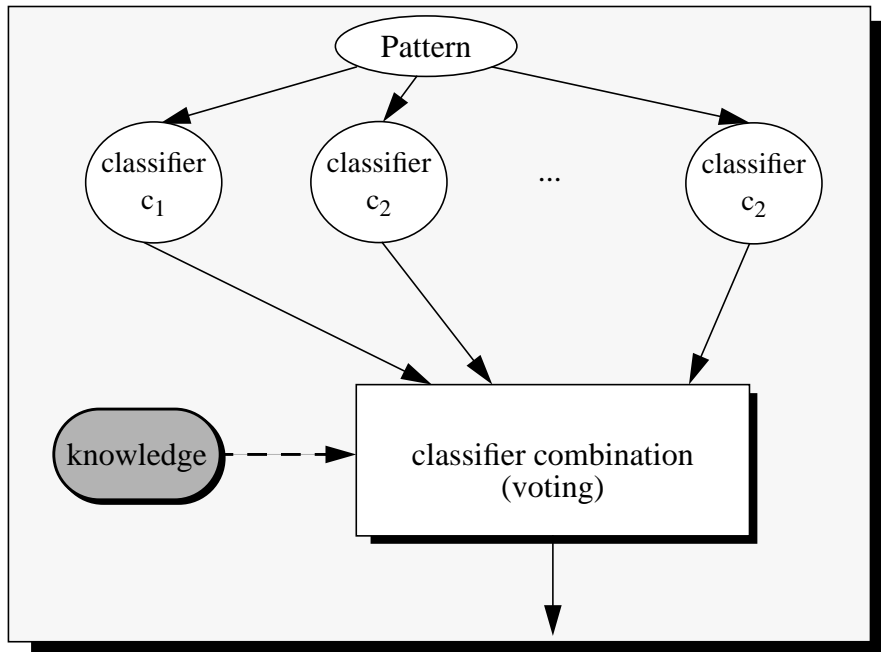 Pattern
classifier
c1
classifier
c2
...
classifier
c2
knowledge
classifier combination
(voting)